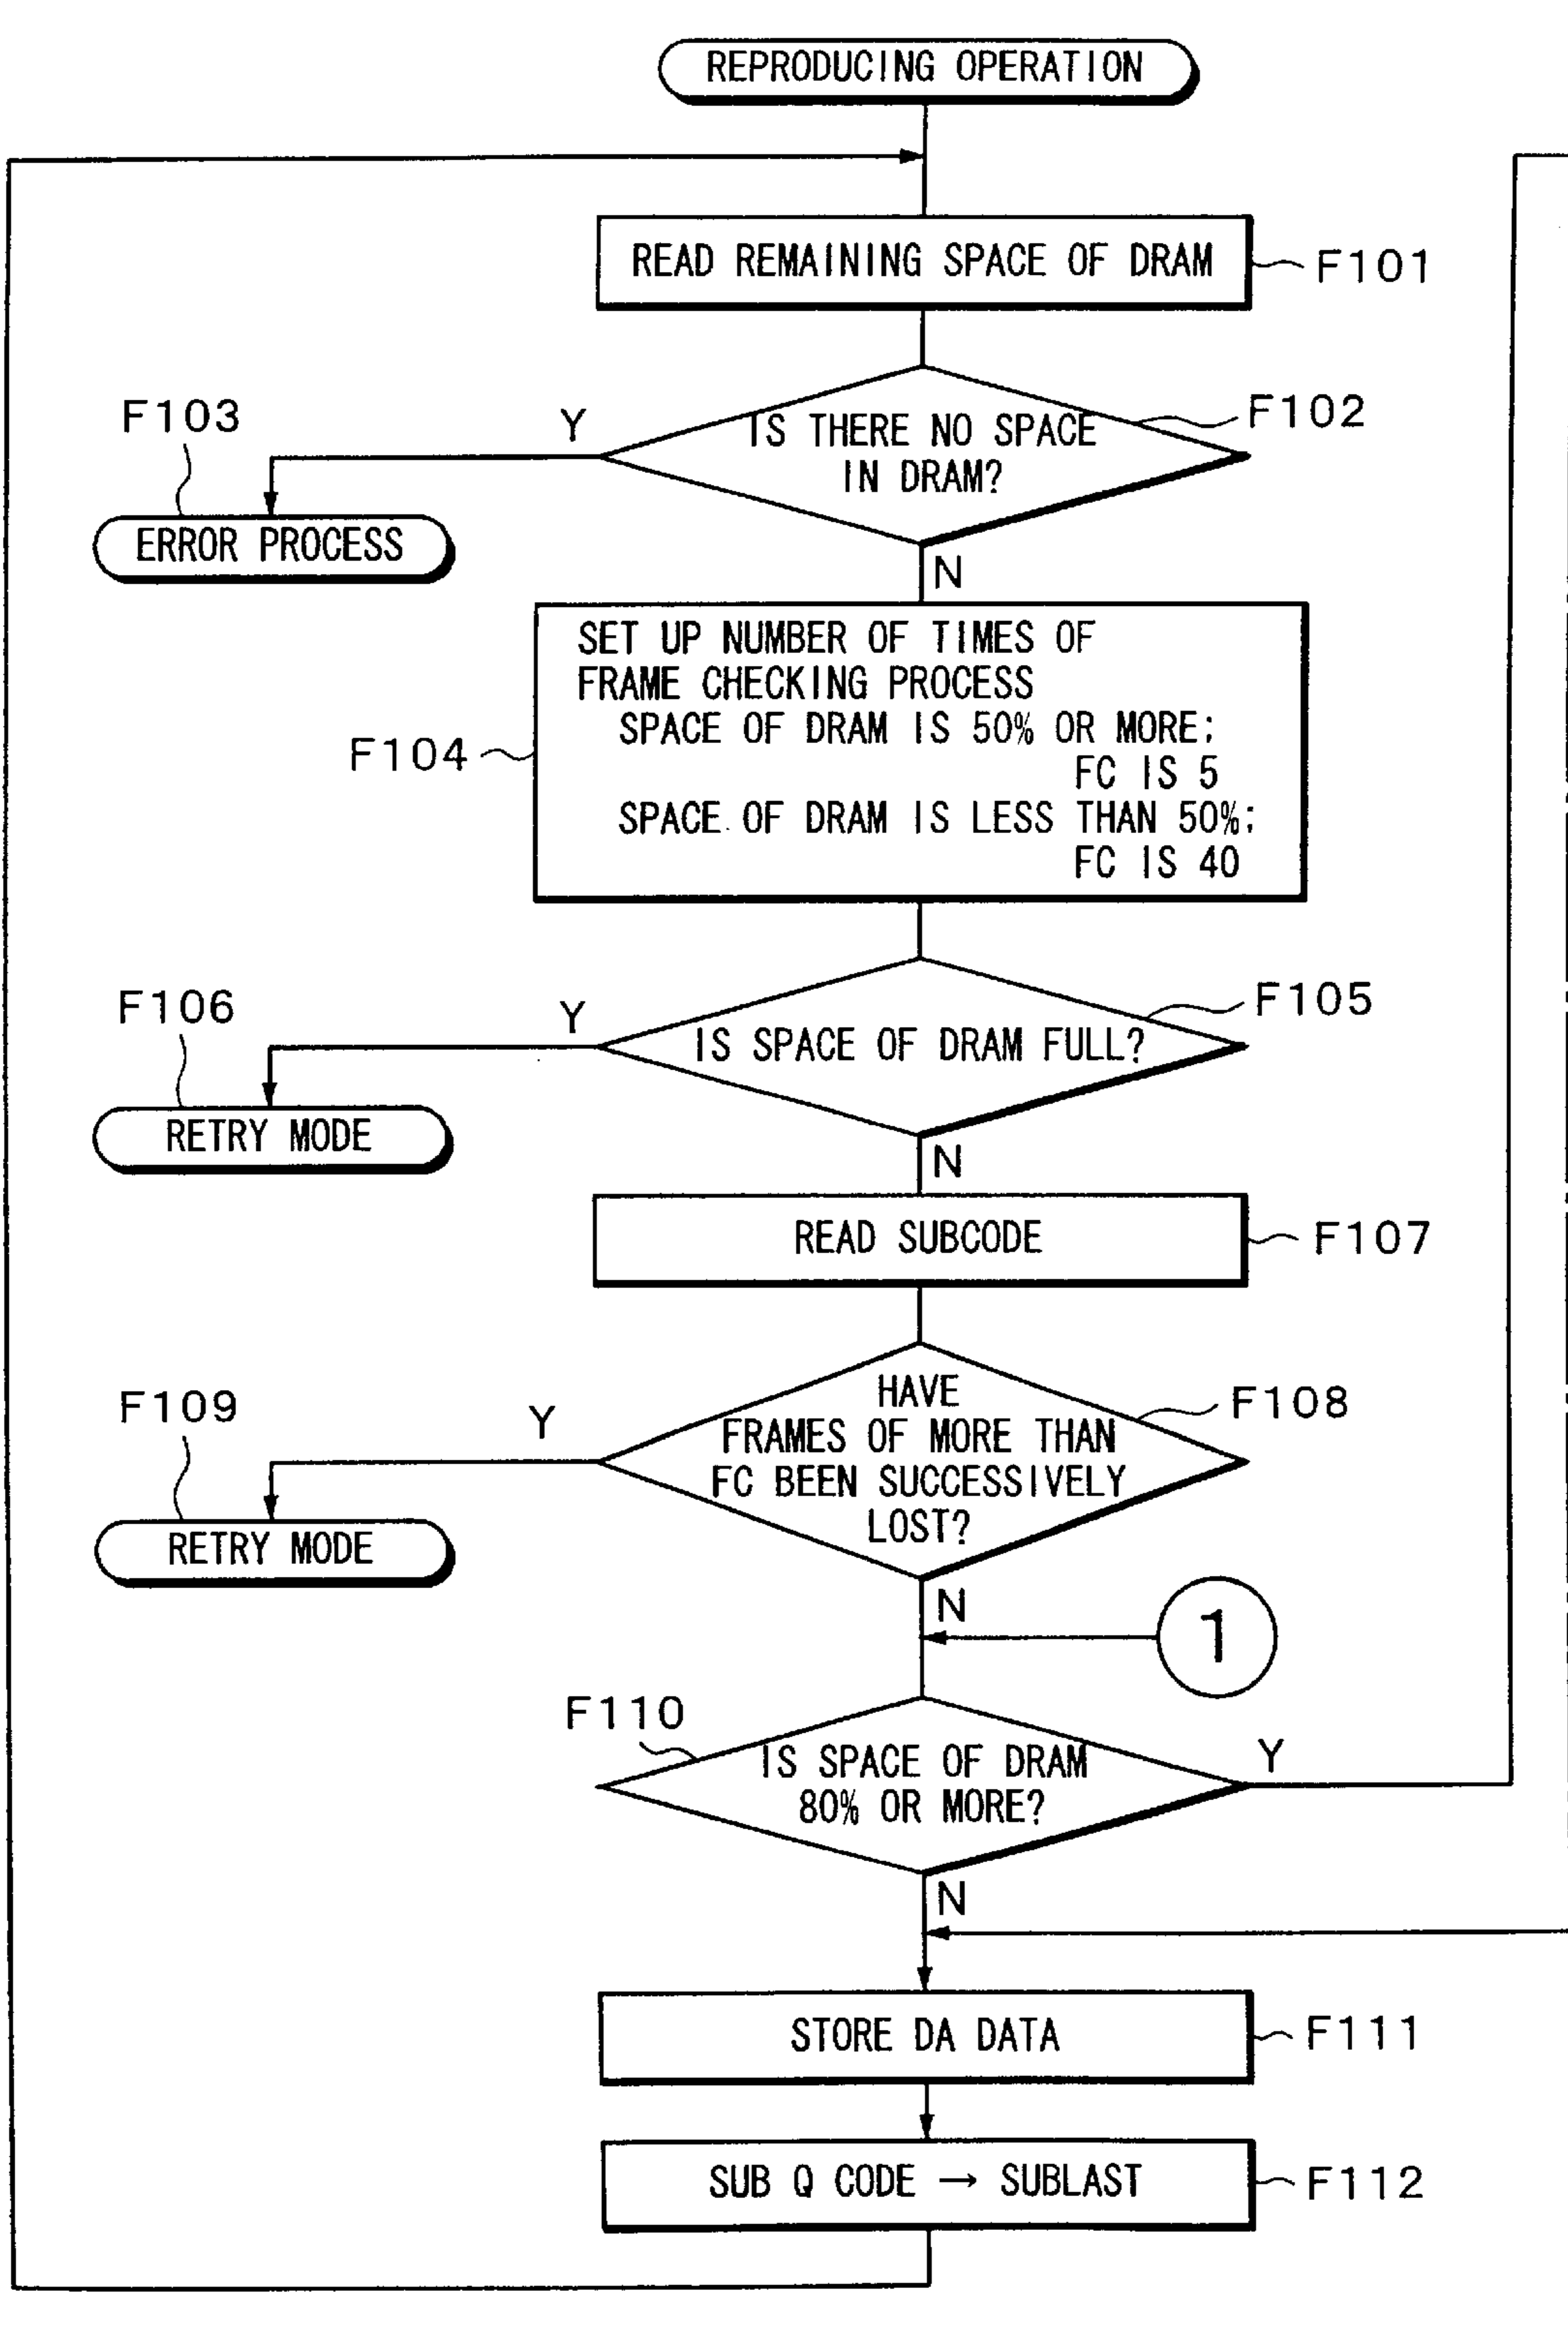 REPRODUCING OPERATION
READ REMAINING SPACE OF DRAM
F101
F103
Y
IS THERE NO SPACE
IN DRAM?
F102
ERROR PROCESS
N
SET UP NUMBER OF TIMES OF
FRAME CHECKING PROCESS
SPACE OF DRAM IS 50% OR MORE;
FC IS 5
SPACE OF DRAM IS LESS THAN 50%;
FC IS 40
F104
F106
Y
IS SPACE OF DRAM FULL?
F105
RETRY MODE
N
READ SUBCODE
F107
F109
Y
HAVE
FRAMES OF MORE THAN
FC BEEN SUCCESSIVELY
LOST?
F108
RETRY MODE
N
1
F110
IS SPACE OF DRAM
80% OR MORE?
Y
N
STORE DA DATA
F111
SUB Q CODE → SUBLAST
F112